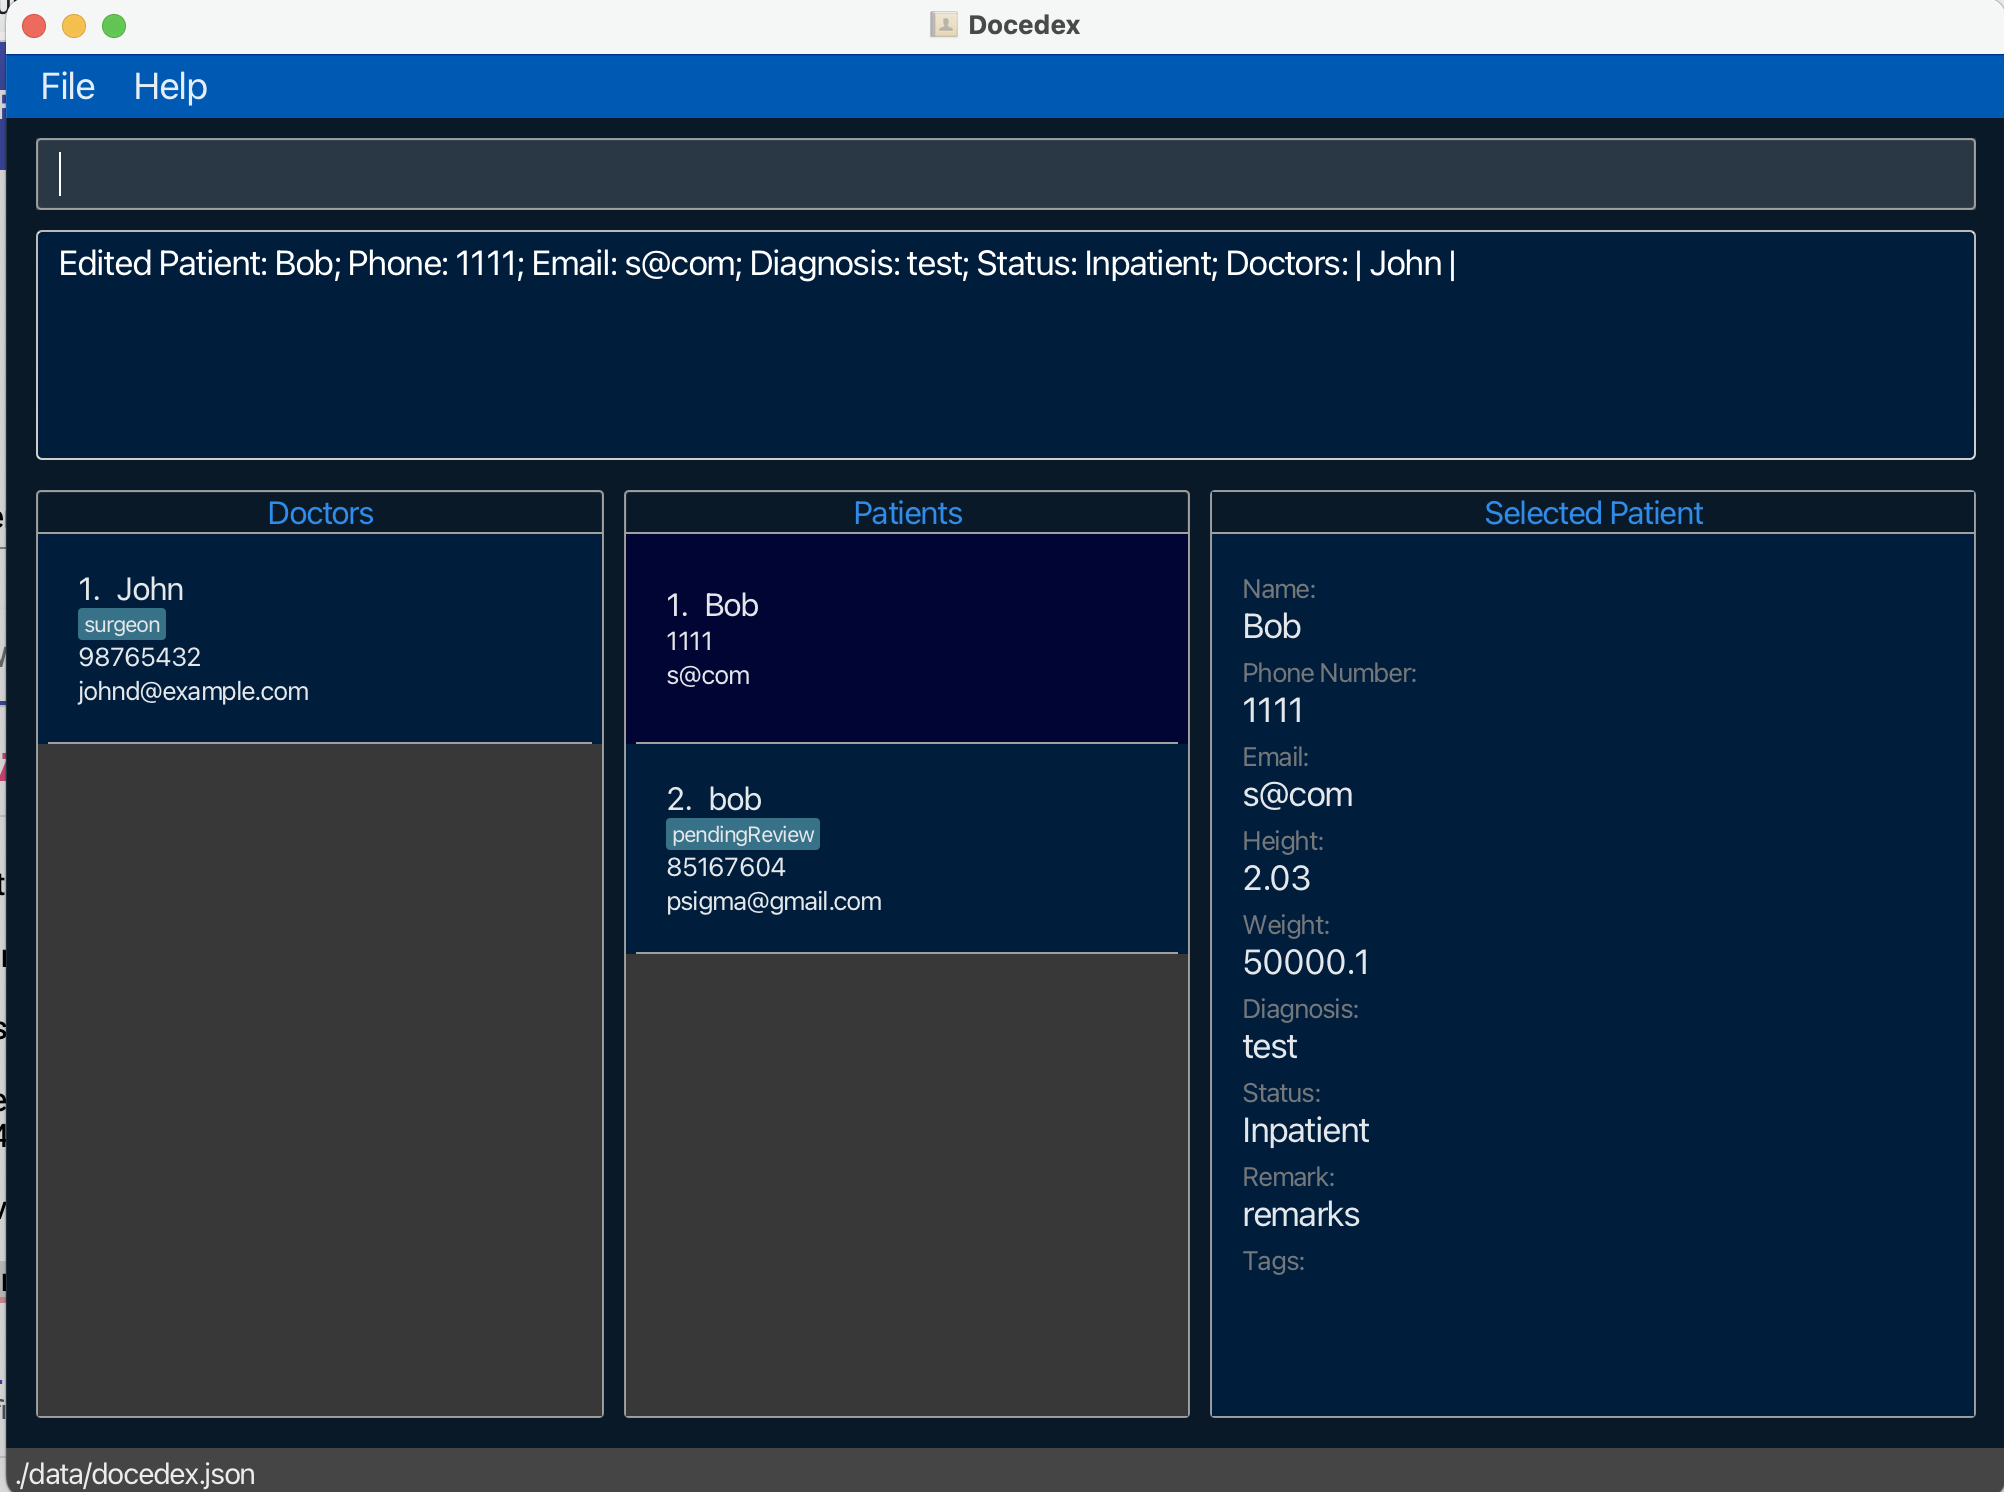 Docedex
File Help
Edited Patient: Bob; Phone: 1111; Email: s@com; Diagnosis: test; Status: Inpatient; Doctors: | John |
Doctors
1. John
surgeon
98765432
johnd@example.com
Patients
1. Bob
1111
s@com
2. bob
pendingReview
85167604
psigma@gmail.com
Selected Patient
Name:
Bob
Phone Number:
1111
Email:
s@com
Height:
2.03
Weight:
50000.1
Diagnosis:
test
Status:
Inpatient
Remark:
remarks
Tags:
./data/docedex.json